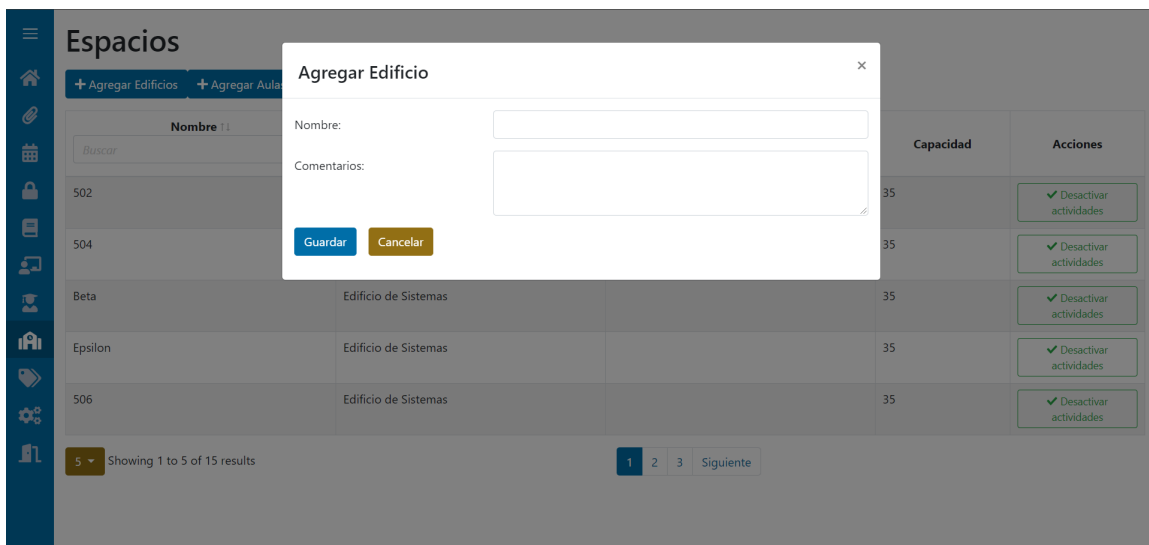 Espacios
Agregar Edificios
Agregar Aulas
Agregar Edificio
×
Nombre:
Comentarios:
Guardar
Cancelar
Nombre
Capacidad
Acciones
Buscar
502
35
Desactivar
actividades
504
35
Desactivar
actividades
Beta
Edificio de Sistemas
35
Desactivar
actividades
Epsilon
Edificio de Sistemas
35
Desactivar
actividades
506
Edificio de Sistemas
35
Desactivar
actividades
5
Showing 1 to 5 of 15 results
1 2 3 Siguiente